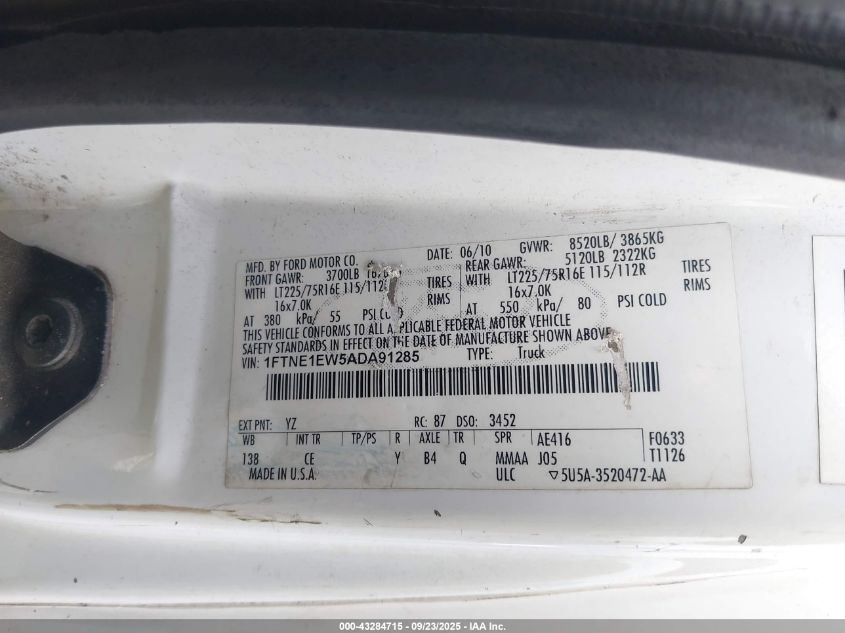 MFD. BY FORD MOTOR CO. DATE: 06/10 GVWR: 8520LB/ 3865KG
FRONT GAWR: 3700LB REAR GAWR: 5120LB 2322KG
WITH LT225/75R16E 115/112R TIRES WITH LT225/75R16E 115/112R TIRES
16x7.0K RIMS 16x7.0K RIMS
AT 380 kPa/ 55 PSI COLD AT 550 kPa/ 80 PSI COLD
THIS VEHICLE CONFORMS TO ALL APPLICABLE FEDERAL MOTOR VEHICLE
SAFETY STANDARDS IN EFFECT ON THE DATE OF MANUFACTURE SHOWN ABOVE.
VIN: 1FTNE1EW5ADA91285 TYPE: Truck
EXT PNT: YZ RC: 87 DSO: 3452
WB INT TR TP/PS R AXLE TR SPR AE416 F0633
138 CE Y B4 Q MMAA J05 T1126
MADE IN U.S.A. ULC ▽5U5A-3520472-AA
000-43284715 - 09/23/2025 - IAA Inc.